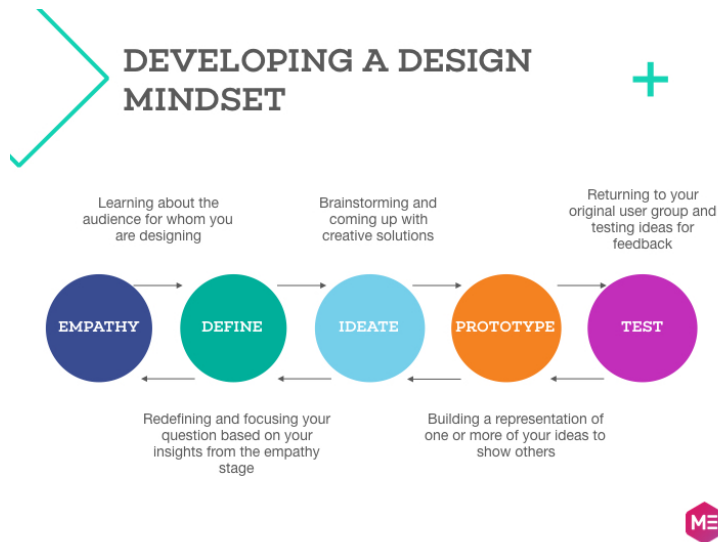 DEVELOPING A DESIGN
MINDSET
Learning about the
audience for whom you
are designing
Brainstorming and
coming up with
creative solutions
Returning to your
original user group and
testing ideas for
feedback
EMPATHY
DEFINE
IDEATE
PROTOTYPE
TEST
Redefining and focusing your
question based on your
insights from the empathy
stage
Building a representation of
one or more of your ideas to
show others
ME